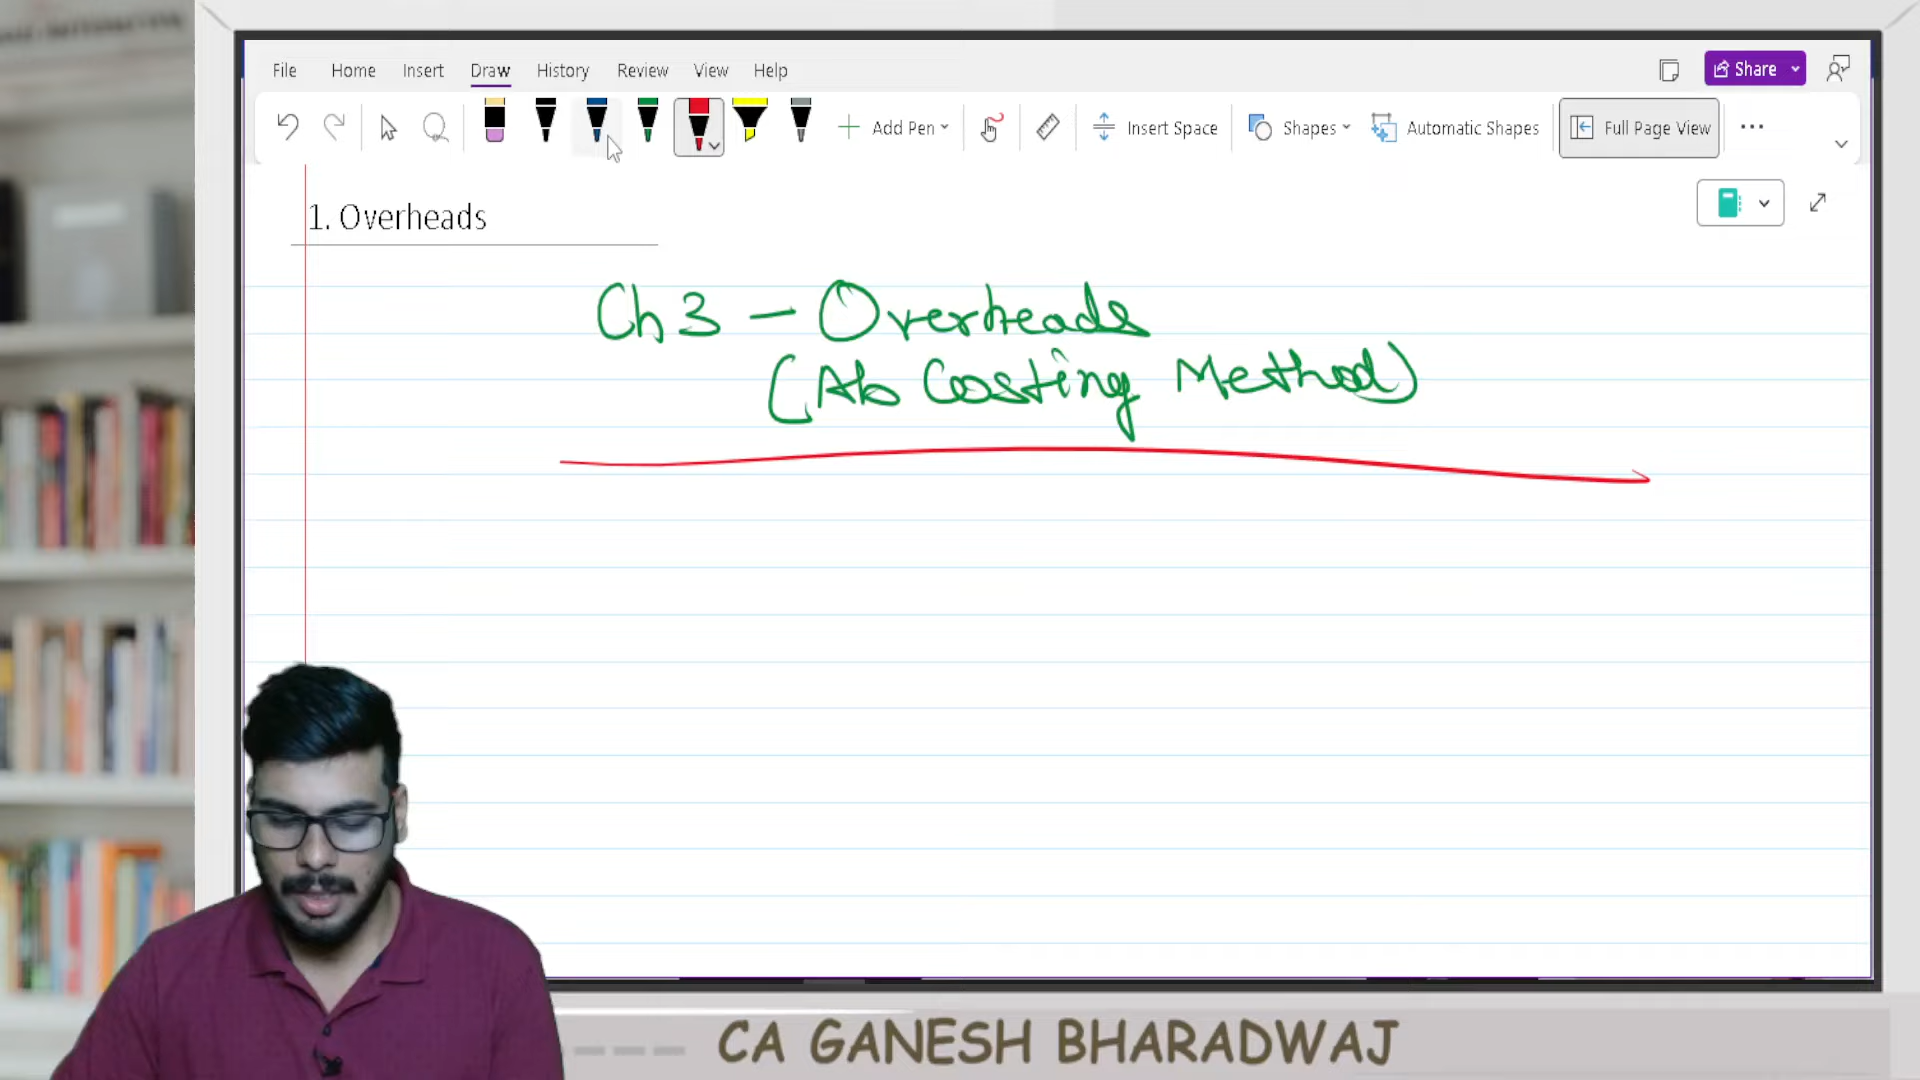 File Home Insert Draw History Review View Help Share
Add Pen Insert Space Shapes Automatic Shapes Full Page View
1. Overheads
Ch 3 - Overheads
(Ab Costing Method)
CA GANESH BHARADWAJ